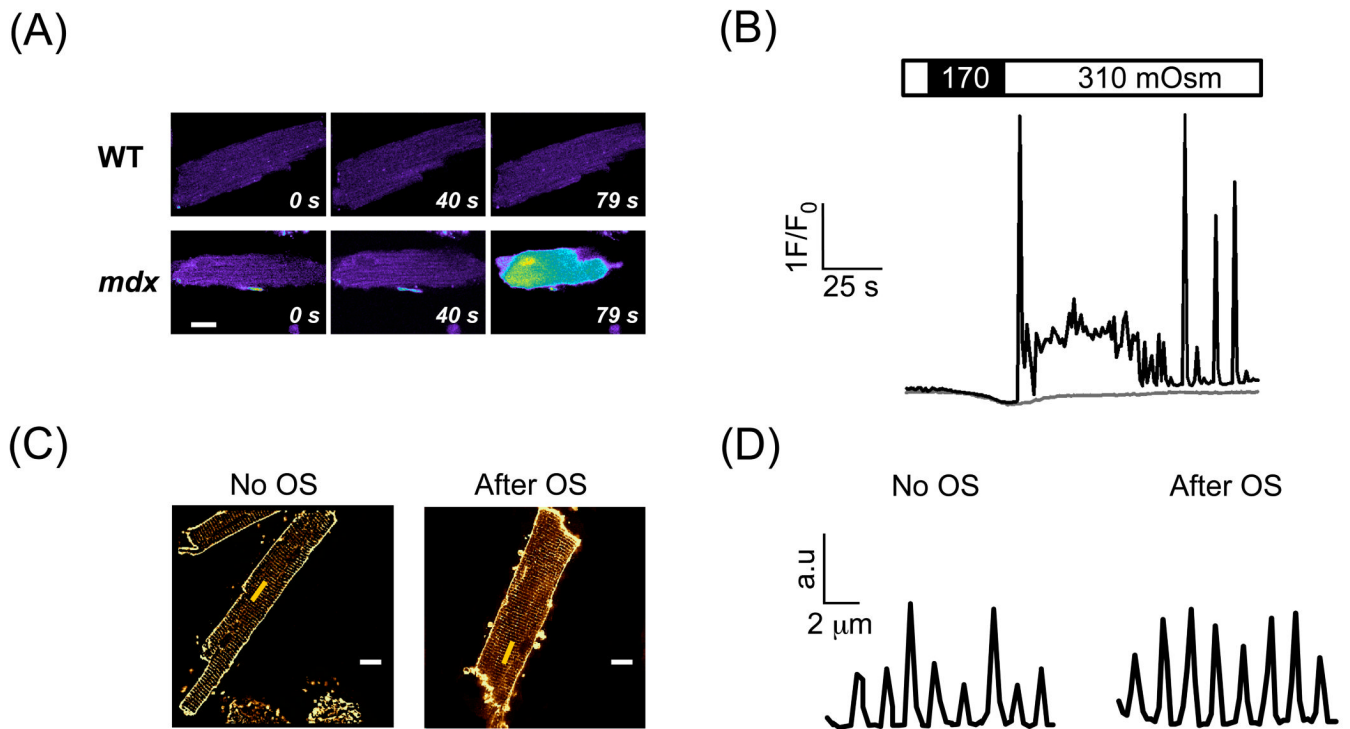 (A)
WT
0 s
40 s
79 s
mdx
0 s
40 s
79 s
(B)
170
310 mOsm
1F/F0
25 s
(C)
No OS
After OS
(D)
No OS
After OS
a.u
2 μm